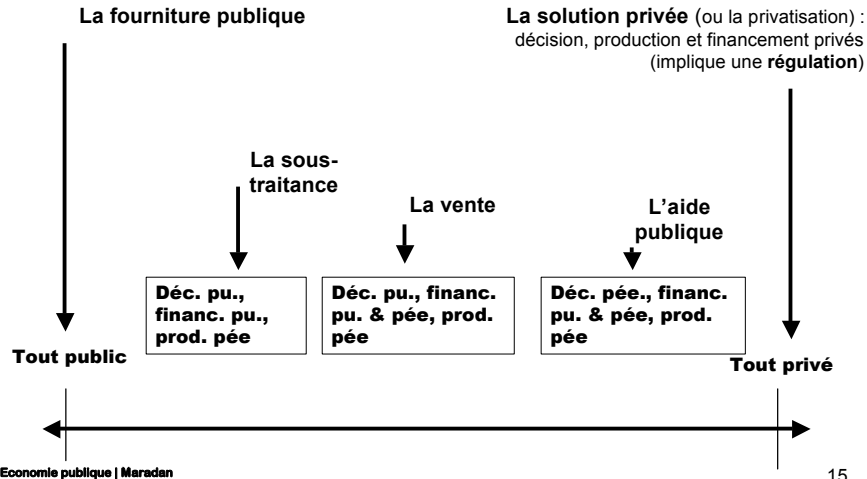 La fourniture publique
La solution privée (ou la privatisation) :
décision, production et financement privés
(implique une régulation)
La sous-
traitance
La vente
L’aide
publique
Déc. pu.,
financ. pu.,
prod. pée
Déc. pu., financ.
pu. & pée, prod.
pée
Déc. pée., financ.
pu. & pée, prod.
pée
Tout public
Tout privé
Economie publique | Maradan
15